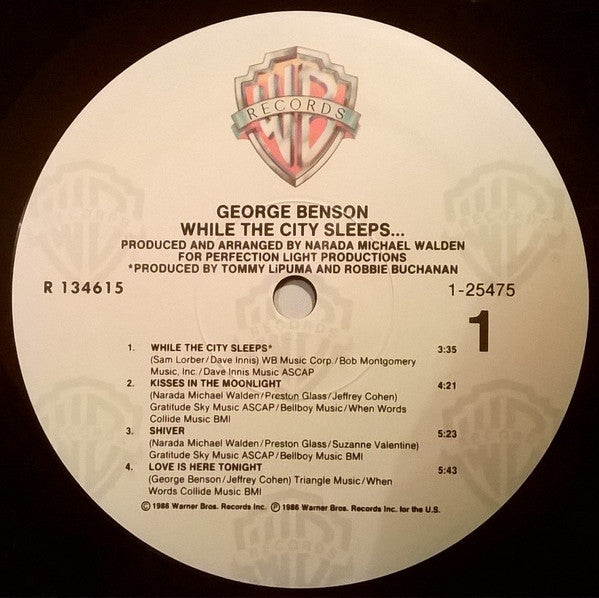 WB
RECORDS
GEORGE BENSON
WHILE THE CITY SLEEPS...
PRODUCED AND ARRANGED BY NARADA MICHAEL WALDEN
FOR PERFECTION LIGHT PRODUCTIONS
*PRODUCED BY TOMMY LiPUMA AND ROBBIE BUCHANAN
R 134615
1-25475
1
1. WHILE THE CITY SLEEPS* 3:35
(Sam Lorber/Dave Innis) WB Music Corp./Bob Montgomery
Music, Inc./Dave Innis Music ASCAP
2. KISSES IN THE MOONLIGHT 4:21
(Narada Michael Walden/Preston Glass/Jeffrey Cohen)
Gratitude Sky Music ASCAP/Bellboy Music/When Words
Collide Music BMI
3. SHIVER 5:23
(Narada Michael Walden/Preston Glass/Suzanne Valentine)
Gratitude Sky Music ASCAP/Bellboy Music BMI
4. LOVE IS HERE TONIGHT 5:43
(George Benson/Jeffrey Cohen) Triangle Music/When
Words Collide Music BMI
©1986 Warner Bros. Records Inc. ℗1986 Warner Bros. Records Inc. for the U.S.